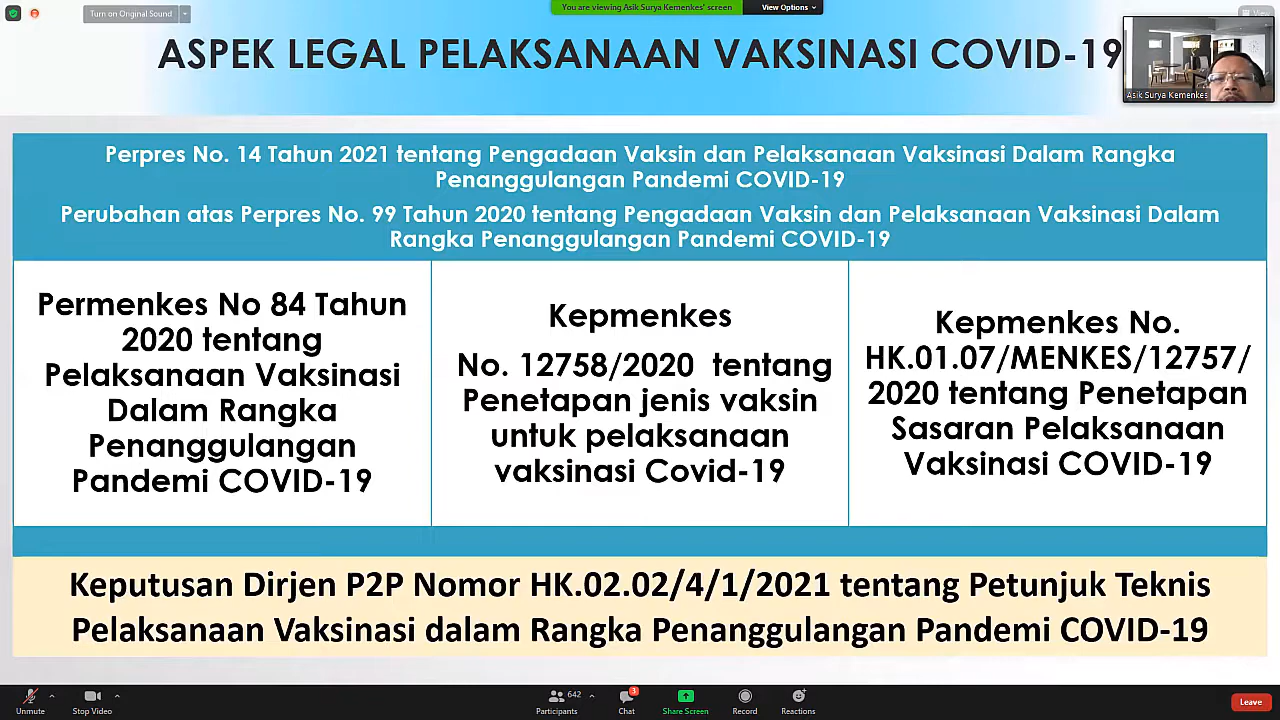 Turn on Original Sound
You are viewing Asik Surya Kemenkes' screen
View Options
View
ASPEK LEGAL PELAKSANAAN VAKSINASI COVID-19
Asik Surya Kemenkes
Perpres No. 14 Tahun 2021 tentang Pengadaan Vaksin dan Pelaksanaan Vaksinasi Dalam Rangka
Penanggulangan Pandemi COVID-19
Perubahan atas Perpres No. 99 Tahun 2020 tentang Pengadaan Vaksin dan Pelaksanaan Vaksinasi Dalam
Rangka Penanggulangan Pandemi COVID-19
Permenkes No 84 Tahun
2020 tentang
Pelaksanaan Vaksinasi
Dalam Rangka
Penanggulangan
Pandemi COVID-19
Kepmenkes
No. 12758/2020 tentang
Penetapan jenis vaksin
untuk pelaksanaan
vaksinasi Covid-19
Kepmenkes No.
HK.01.07/MENKES/12757/
2020 tentang Penetapan
Sasaran Pelaksanaan
Vaksinasi COVID-19
Keputusan Dirjen P2P Nomor HK.02.02/4/1/2021 tentang Petunjuk Teknis
Pelaksanaan Vaksinasi dalam Rangka Penanggulangan Pandemi COVID-19
Unmute
Stop Video
642
Participants
3
Chat
Share Screen
Record
Reactions
Leave